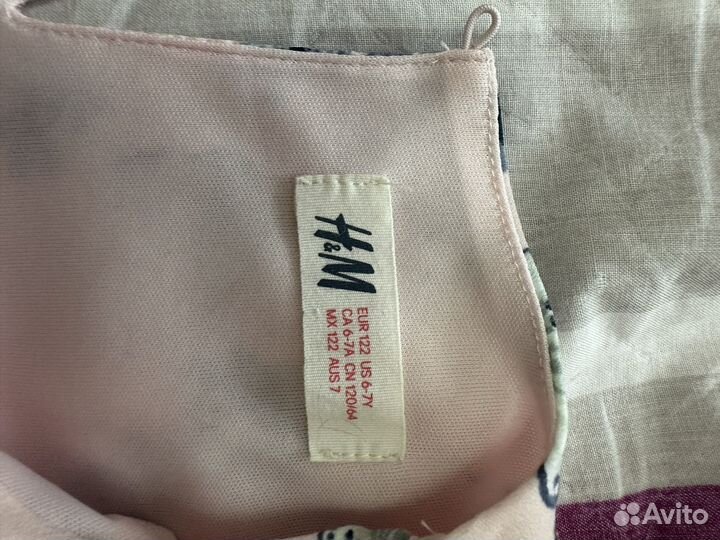 H&M
EUR 122 US 6-7Y
CA 6-7A CN 120/64
MX 122 AUS 7
Avito